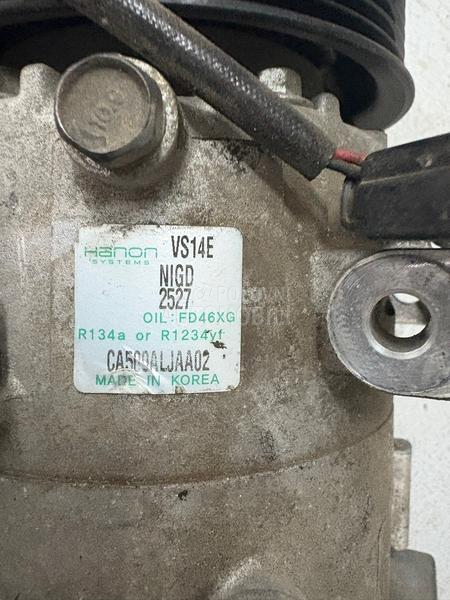 Hanon VS14E
SYSTEMS
NIGD
2527
OIL:FD46XG
R134a or R1234yf
CA500ALJAA02
MADE IN KOREA